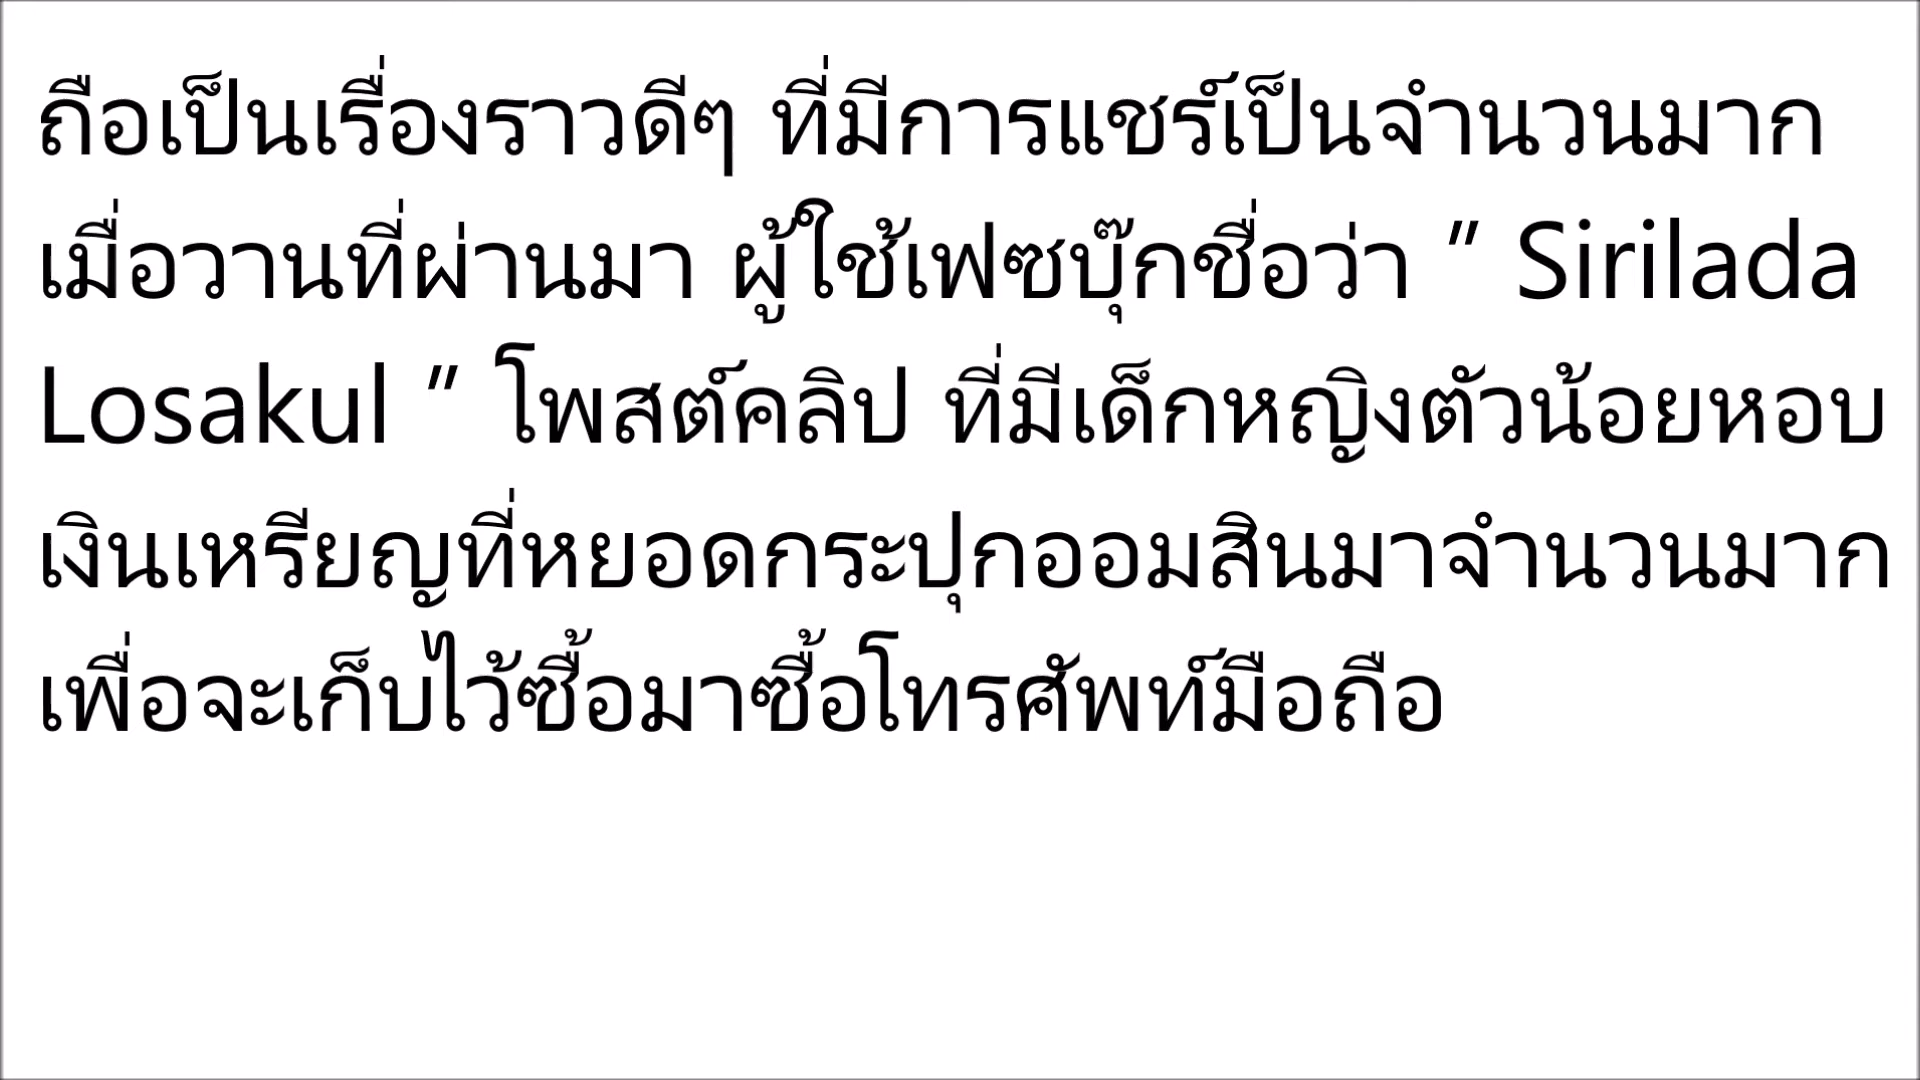 ถือเป็นเรื่องราวดีๆ ที่มีการแชร์เป็นจำนวนมาก
เมื่อวานที่ผ่านมา ผู้ใช้เฟซบุ๊กชื่อว่า ” Sirilada
Losakul ” โพสต์คลิป ที่มีเด็กหญิงตัวน้อยหอบ
เงินเหรียญที่หยอดกระปุกออมสินมาจำนวนมาก
เพื่อจะเก็บไว้ซื้อมาซื้อโทรศัพท์มือถือ